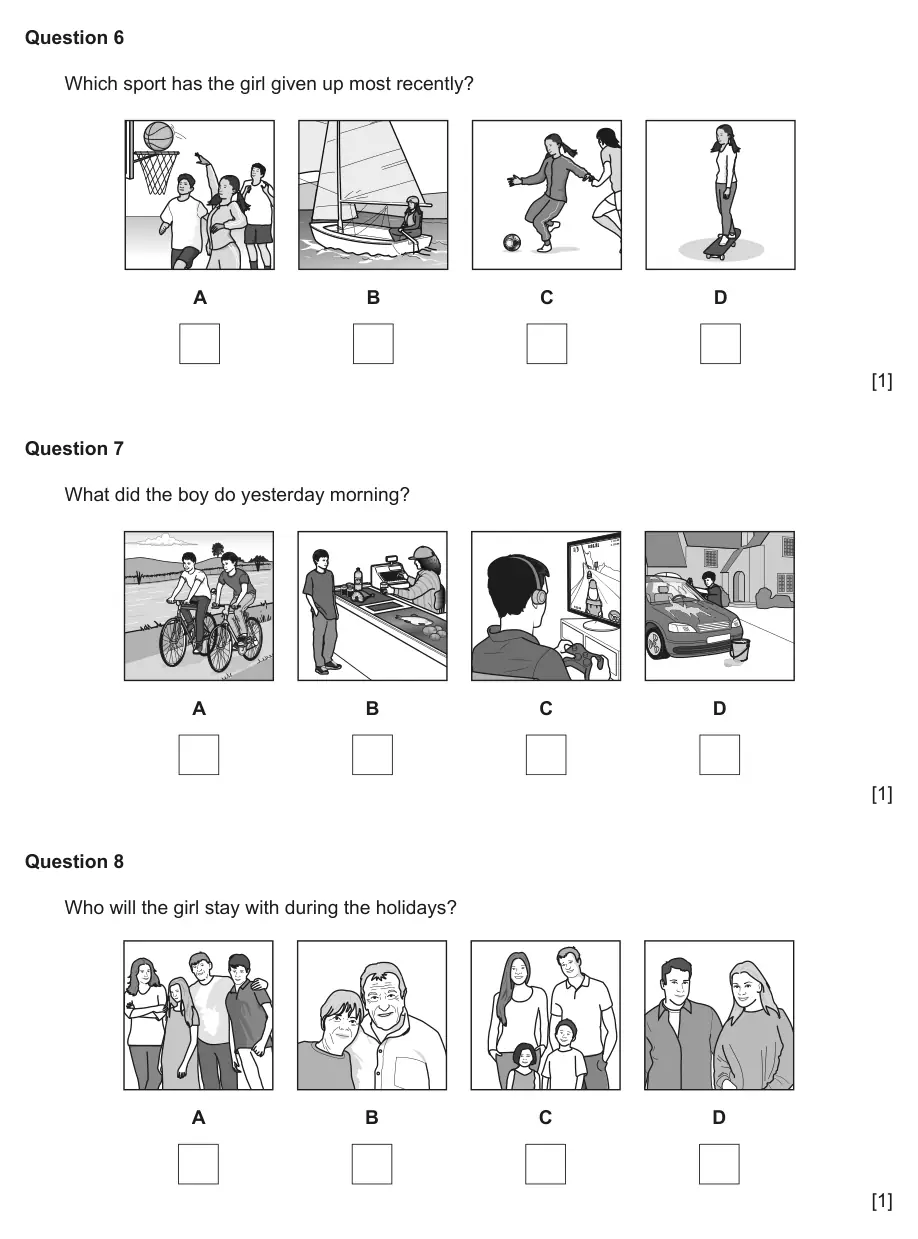 Question 6
Which sport has the girl given up most recently?
A B C D
[1]
Question 7
What did the boy do yesterday morning?
A B C D
[1]
Question 8
Who will the girl stay with during the holidays?
A B C D
[1]